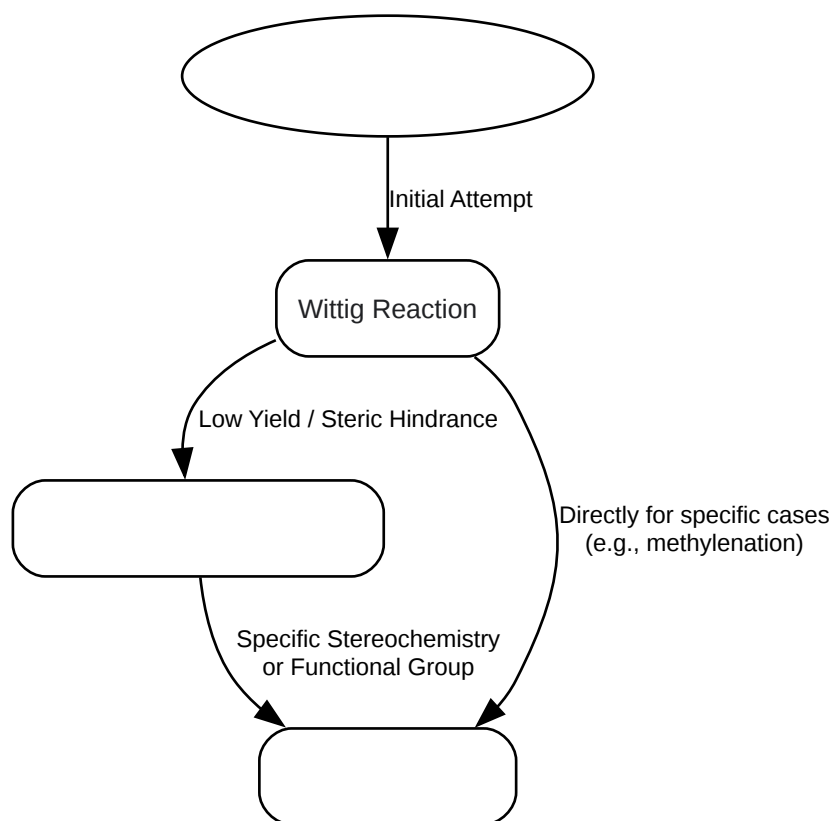 Initial Attempt
Wittig Reaction
Low Yield / Steric Hindrance
Directly for specific cases
(e.g., methylenation)
Specific Stereochemistry
or Functional Group